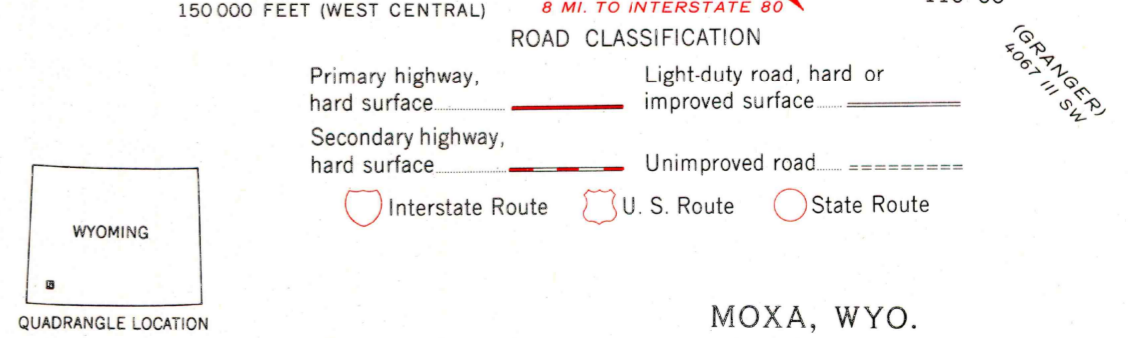 150 000 FEET (WEST CENTRAL)
8 MI. TO INTERSTATE 80
ROAD CLASSIFICATION
Primary highway,
hard surface
Light-duty road, hard or
improved surface
Secondary highway,
hard surface
Unimproved road
Interstate Route
U. S. Route
State Route
(GRANGER)
4067 III SW
WYOMING
QUADRANGLE LOCATION
MOXA, WYO.